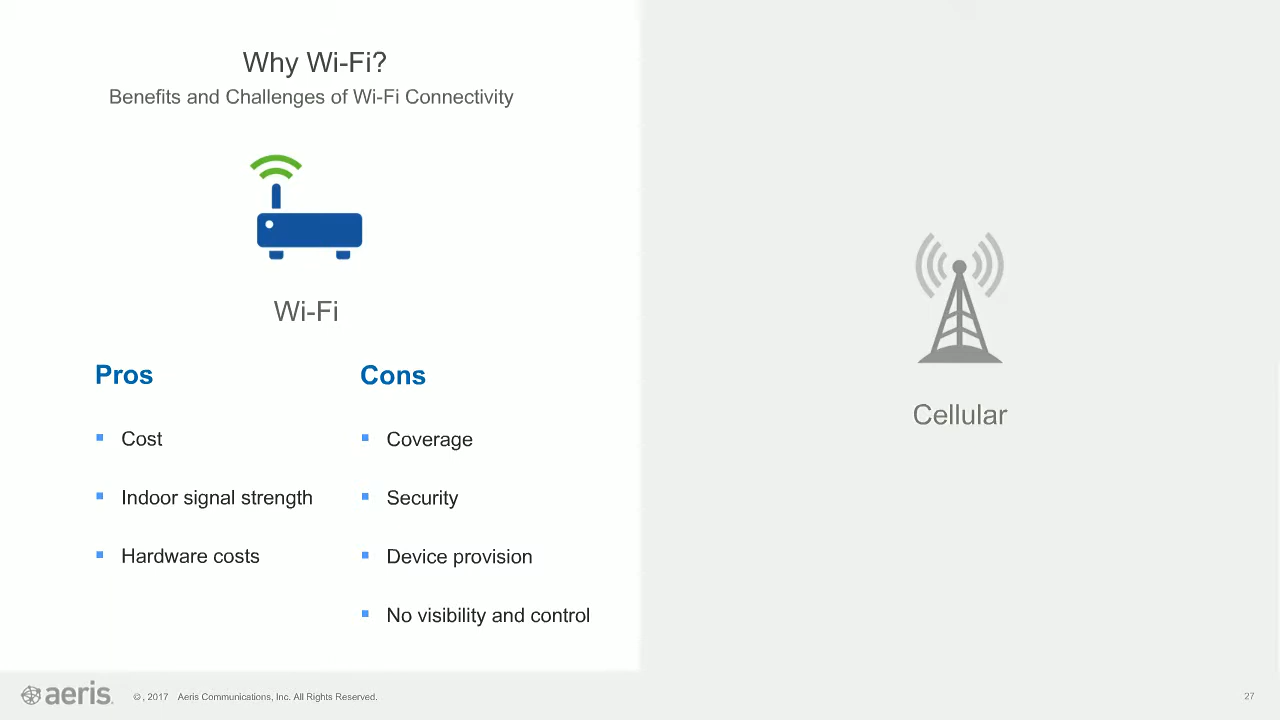 Why Wi-Fi?
Benefits and Challenges of Wi-Fi Connectivity
Wi-Fi
Pros
Cost
Indoor signal strength
Hardware costs
Cons
Coverage
Security
Device provision
No visibility and control
Cellular
aeris
© , 2017 Aeris Communications, Inc. All Rights Reserved.
27